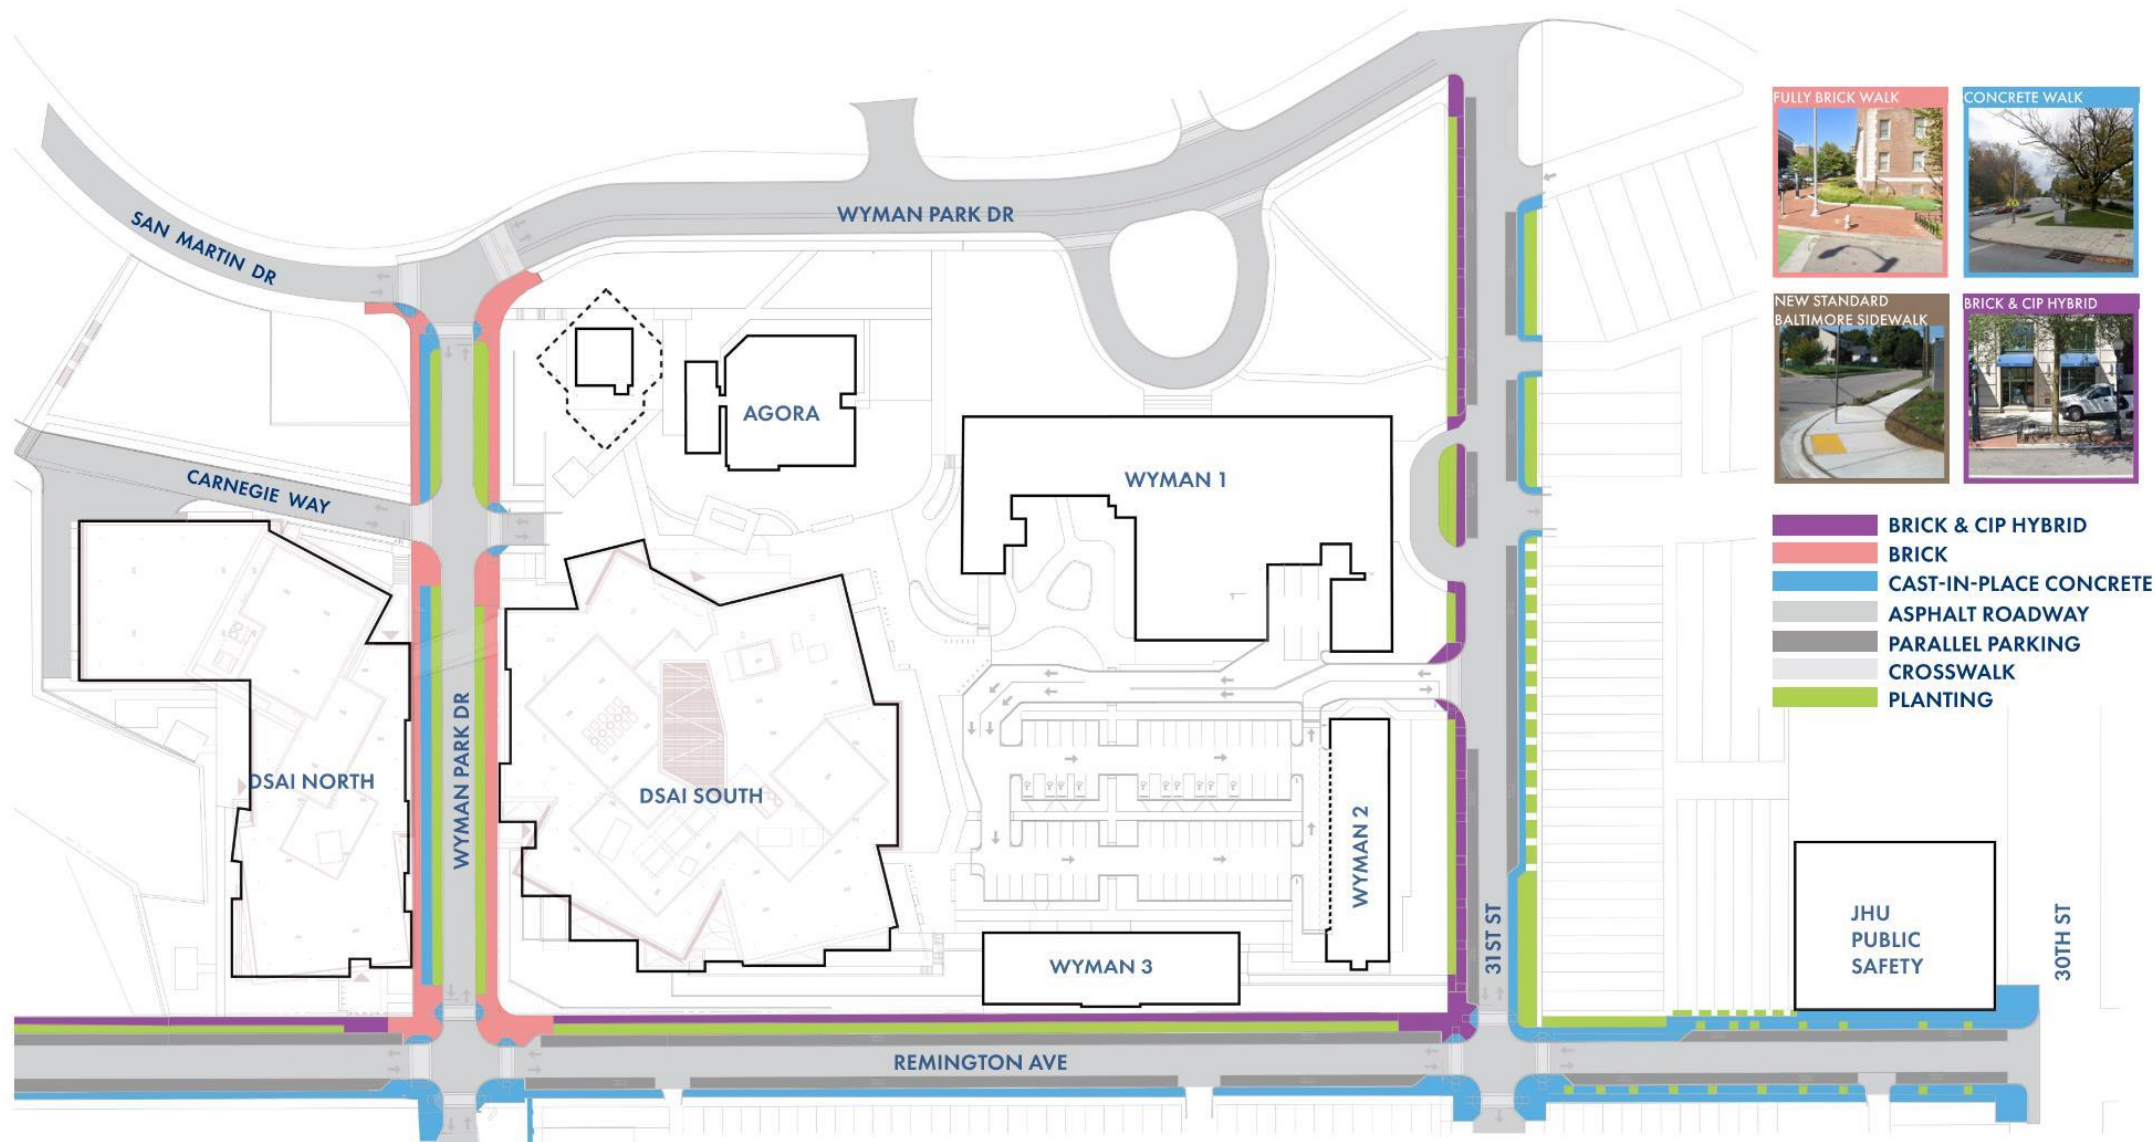 FULLY BRICK WALK
CONCRETE WALK
NEW STANDARD
BALTIMORE SIDEWALK
BRICK & CIP HYBRID
BRICK & CIP HYBRID
BRICK
CAST-IN-PLACE CONCRETE
ASPHALT ROADWAY
PARALLEL PARKING
CROSSWALK
PLANTING
SAN MARTIN DR
WYMAN PARK DR
CARNEGIE WAY
AGORA
WYMAN 1
DSAI NORTH
WYMAN PARK DR
DSAI SOUTH
WYMAN 2
WYMAN 3
31ST ST
JHU
PUBLIC
SAFETY
30TH ST
REMINGTON AVE